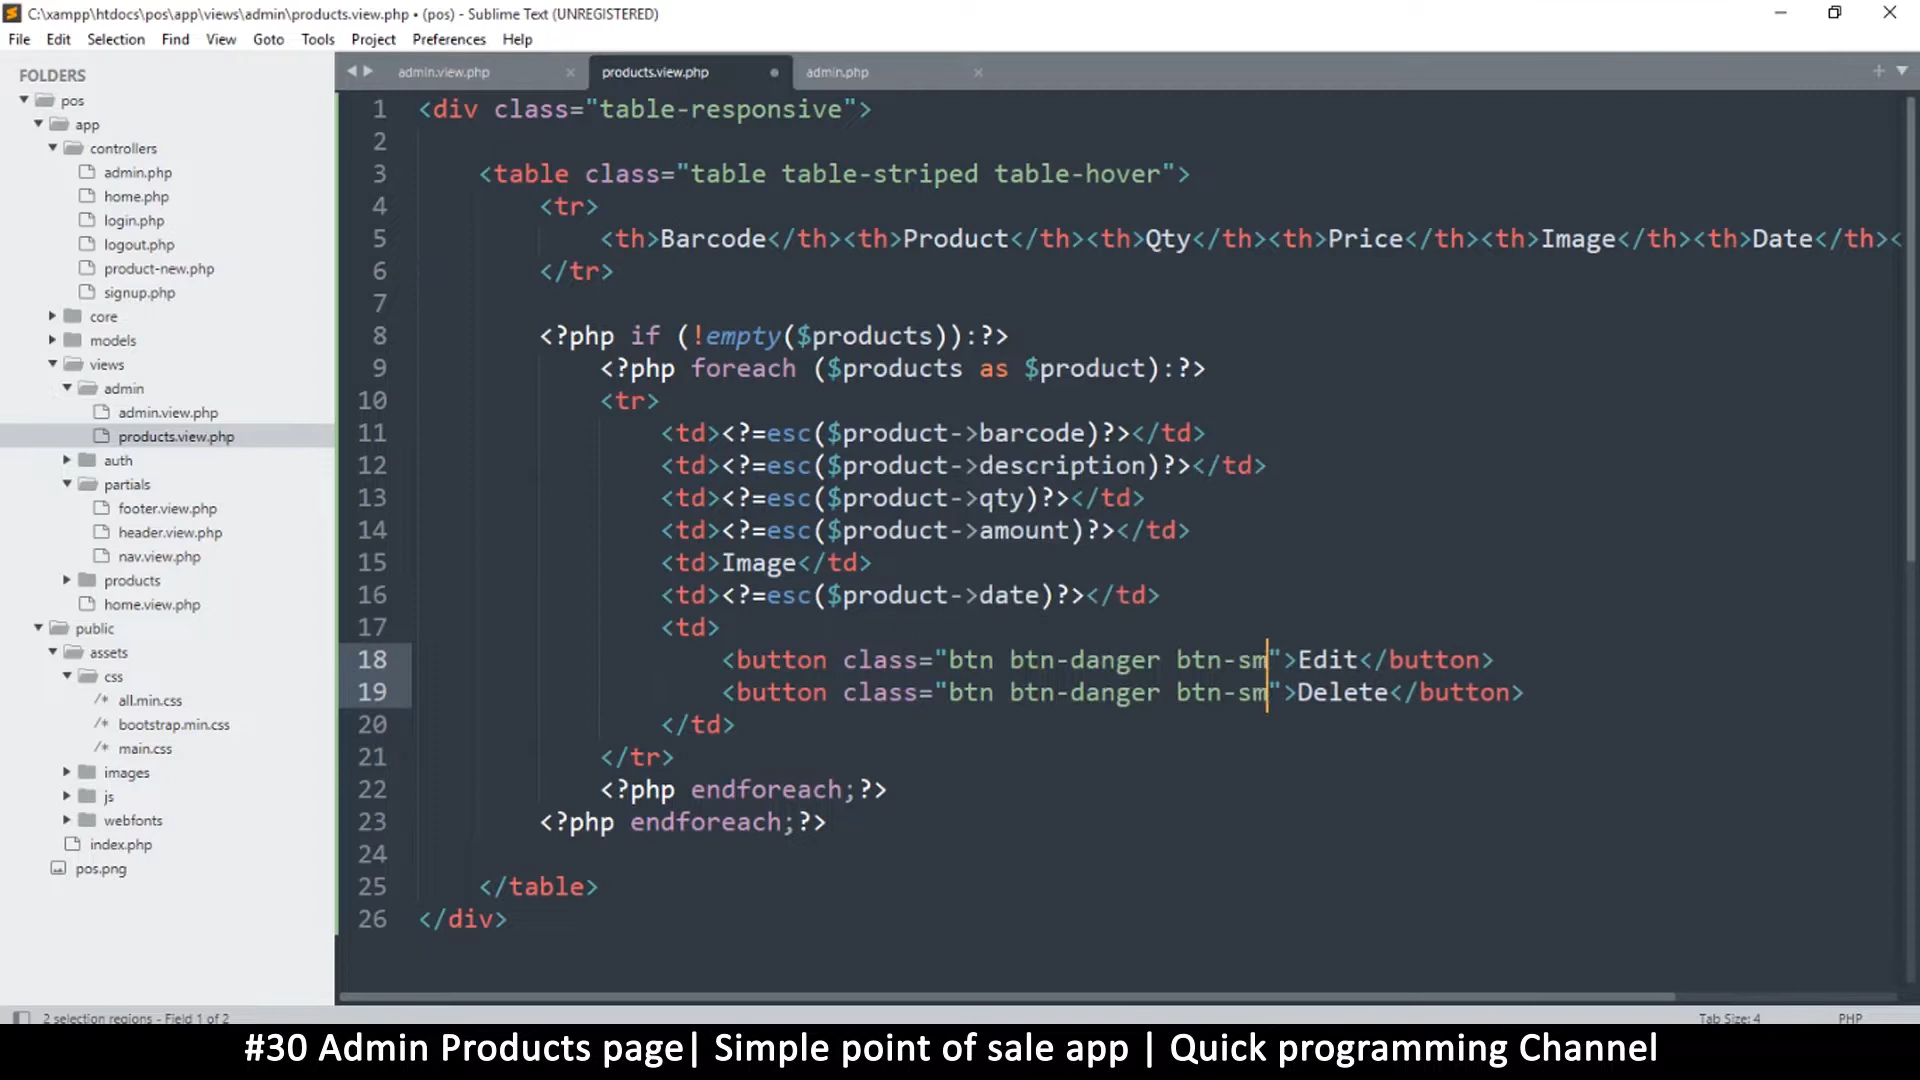 C:\xampp\htdocs\pos\app\views\admin\products.view.php • (pos) - Sublime Text (UNREGISTERED)
File Edit Selection Find View Goto Tools Project Preferences Help
FOLDERS
pos
app
controllers
admin.php
home.php
login.php
logout.php
product-new.php
signup.php
core
models
views
admin
admin.view.php
products.view.php
auth
partials
footer.view.php
header.view.php
nav.view.php
products
home.view.php
public
assets
css
/* all.min.css
/* bootstrap.min.css
/* main.css
images
js
webfonts
index.php
pos.png
admin.view.php products.view.php admin.php
1 <div class="table-responsive">
2
3 <table class="table table-striped table-hover">
4 <tr>
5 <th>Barcode</th><th>Product</th><th>Qty</th><th>Price</th><th>Image</th><th>Date</th><
6 </tr>
7
8 <?php if (!empty($products)):?>
9 <?php foreach ($products as $product):?>
10 <tr>
11 <td><?=esc($product->barcode)?></td>
12 <td><?=esc($product->description)?></td>
13 <td><?=esc($product->qty)?></td>
14 <td><?=esc($product->amount)?></td>
15 <td>Image</td>
16 <td><?=esc($product->date)?></td>
17 <td>
18 <button class="btn btn-danger btn-sm">Edit</button>
19 <button class="btn btn-danger btn-sm">Delete</button>
20 </td>
21 </tr>
22 <?php endforeach;?>
23 <?php endforeach;?>
24
25 </table>
26 </div>
2 selection regions - Field 1 of 2 Tab Size: 4 PHP
#30 Admin Products page| Simple point of sale app | Quick programming Channel